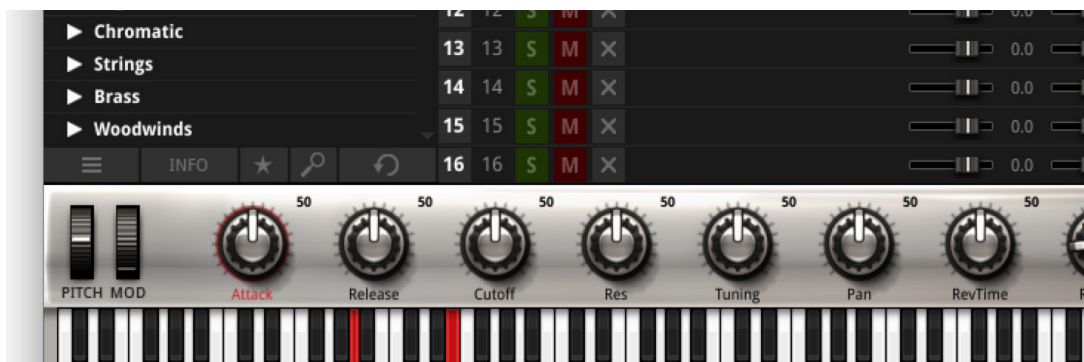 12 12 S M 0.0
Chromatic
13 13 S M X 0.0
Strings
14 14 S M X 0.0
Brass
15 15 S M X 0.0
Woodwinds
INFO
16 16 S M X 0.0
50 50 50 50 50 50 50
PITCH MOD Attack Release Cutoff Res Tuning Pan RevTime